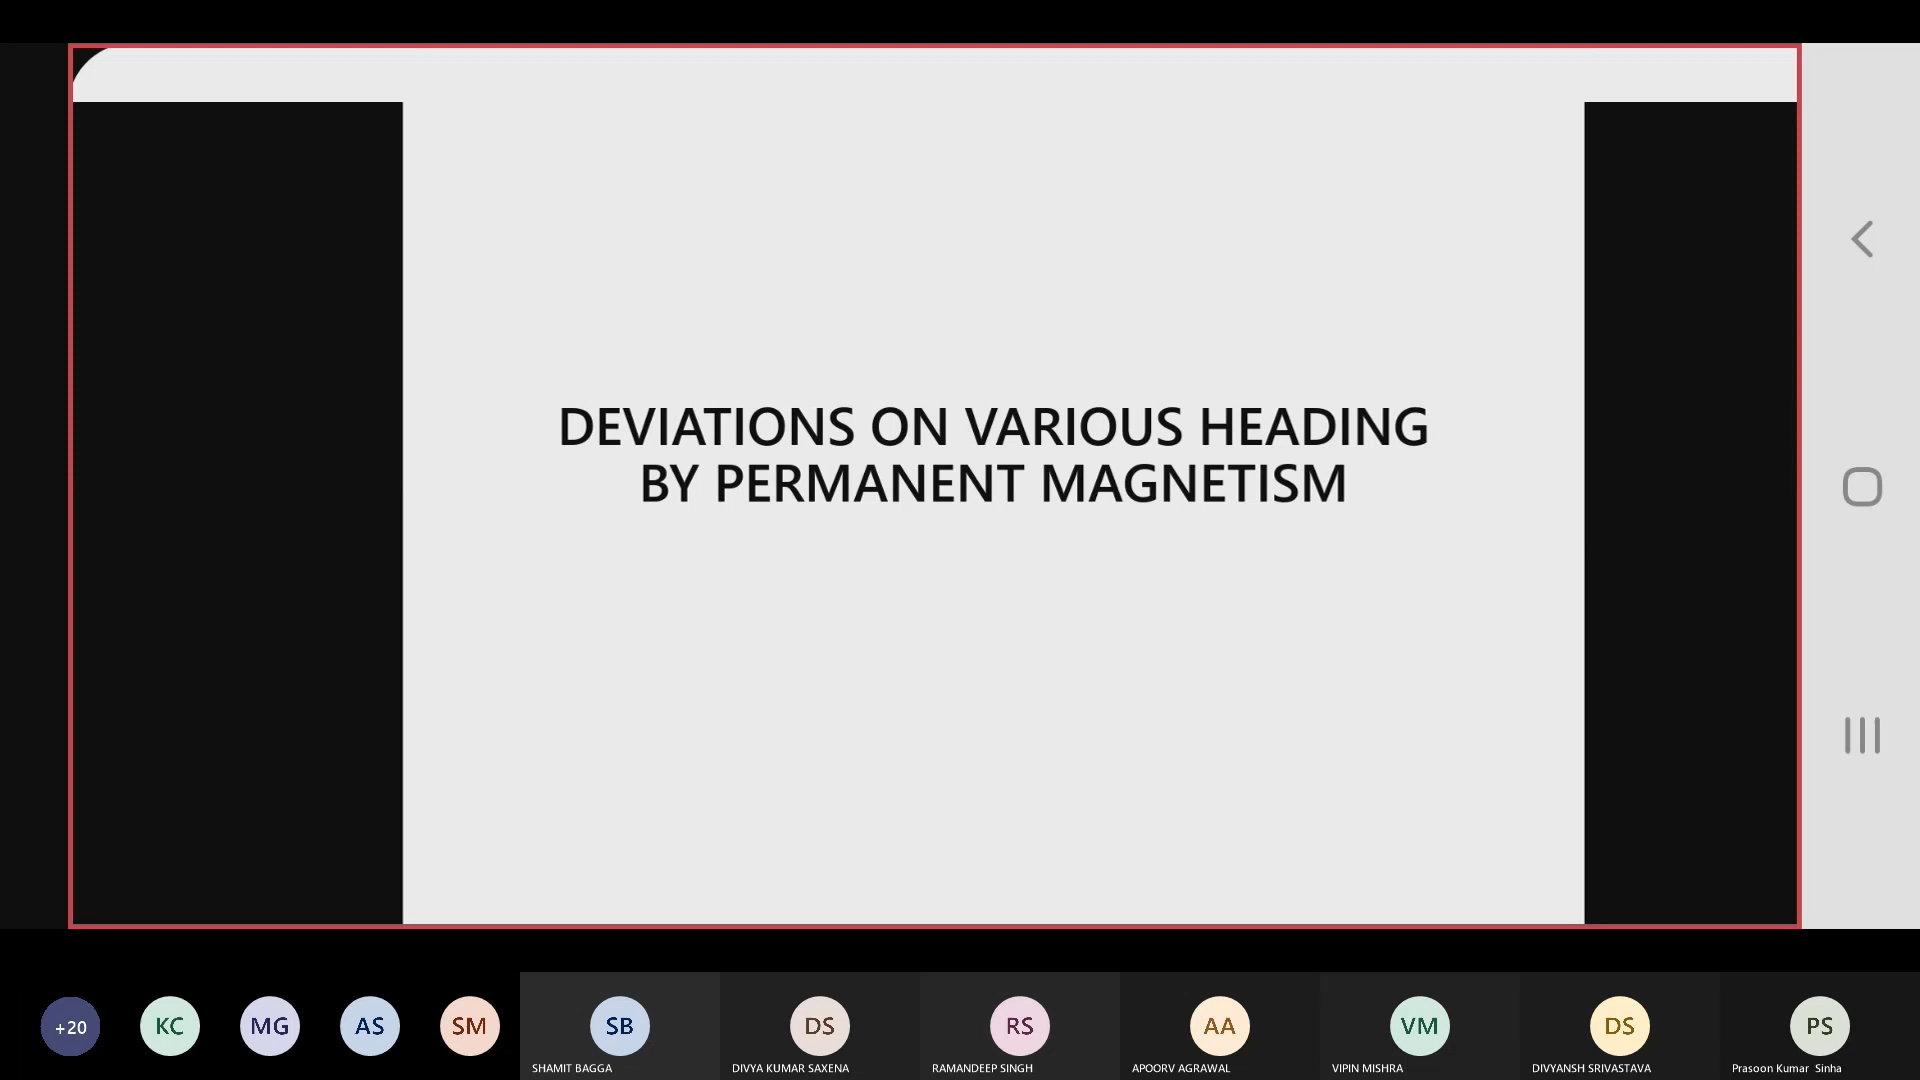 DEVIATIONS ON VARIOUS HEADING
BY PERMANENT MAGNETISM
+20
KC
MG
AS
SM
SB
DS
RS
AA
VM
DS
PS
SHAMIT BAGGA
DIVYA KUMAR SAXENA
RAMANDEEP SINGH
APOORV AGRAWAL
VIPIN MISHRA
DIVYANSH SRIVASTAVA
Prasoon Kumar Sinha